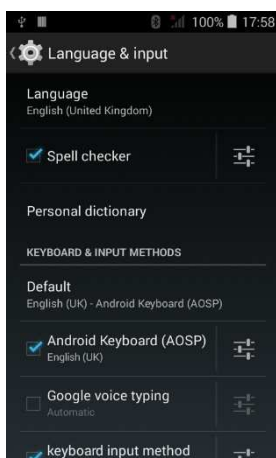 100% 17:58
Language & input
Language
English (United Kingdom)
Spell checker
Personal dictionary
KEYBOARD & INPUT METHODS
Default
English (UK) - Android Keyboard (AOSP)
Android Keyboard (AOSP)
English (UK)
Google voice typing
Automatic
keyboard input method